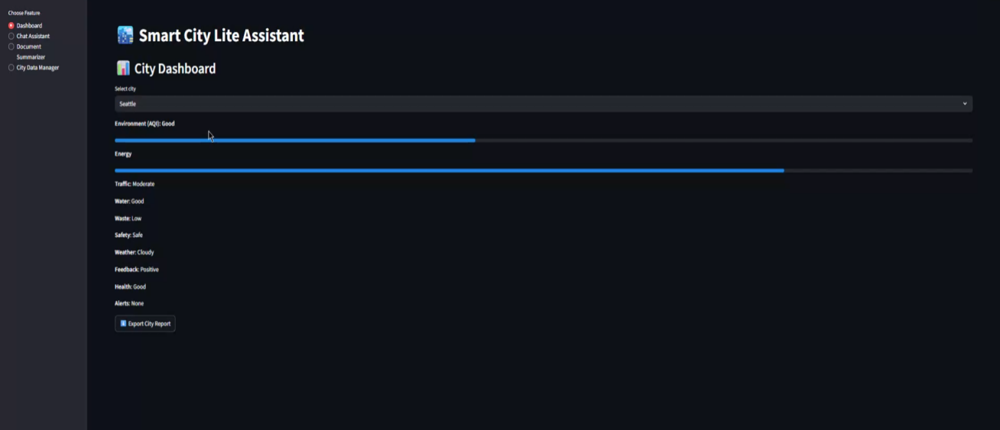 Choose Feature
Dashboard
Chat Assistant
Document
Summarizer
City Data Manager
Smart City Lite Assistant
City Dashboard
Select city
Seattle
Environment (AQI): Good
Energy
Traffic: Moderate
Water: Good
Waste: Low
Safety: Safe
Weather: Cloudy
Feedback: Positive
Health: Good
Alerts: None
Export City Report